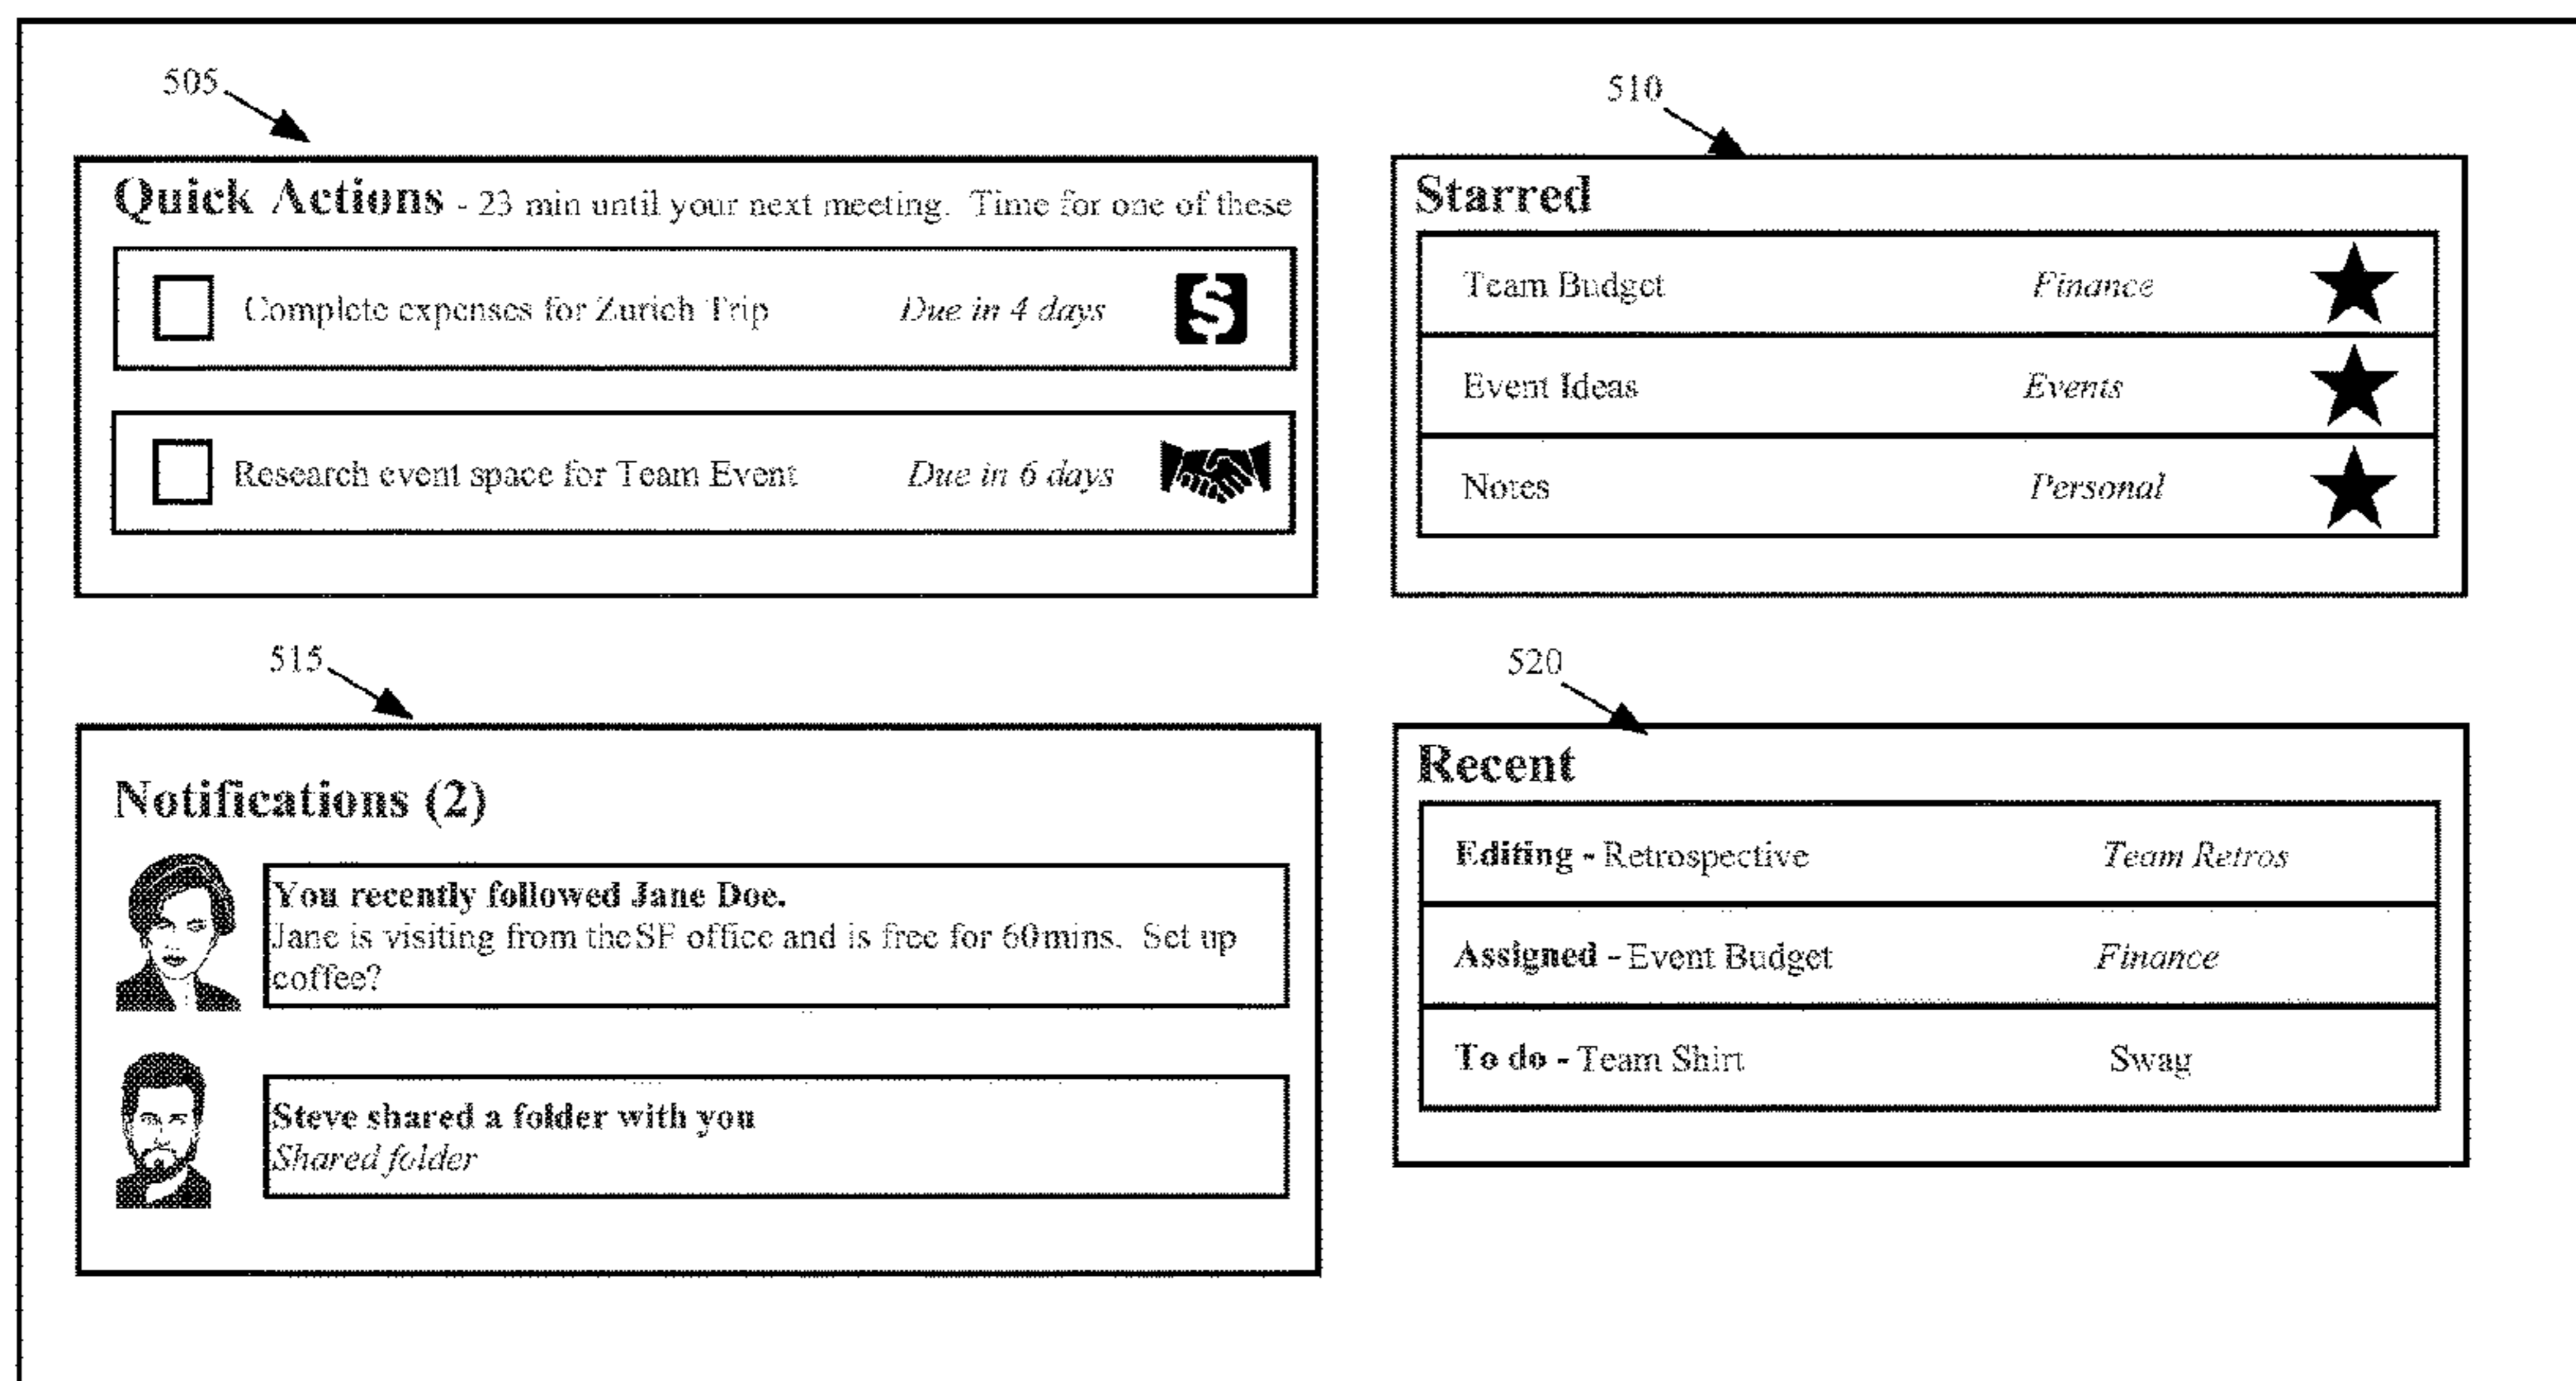 505
Quick Actions - 23 min until your next meeting. Time for one of these
Complete expenses for Zurich Trip Due in 4 days $
Research event space for Team Event Due in 6 days
510
Starred
Team Budget Finance
Event Ideas Events
Notes Personal
515
Notifications (2)
You recently followed Jane Doe.
Jane is visiting from the SF office and is free for 60 mins. Set up
coffee?
Steve shared a folder with you
Shared folder
520
Recent
Editing - Retrospective Team Retros
Assigned - Event Budget Finance
To do - Team Shirt Swag